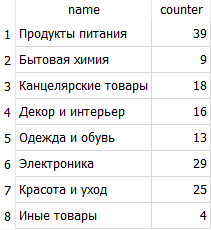 name counter
1 Продукты питания 39
2 Бытовая химия 9
3 Канцелярские товары 18
4 Декор и интерьер 16
5 Одежда и обувь 13
6 Электроника 29
7 Красота и уход 25
8 Иные товары 4